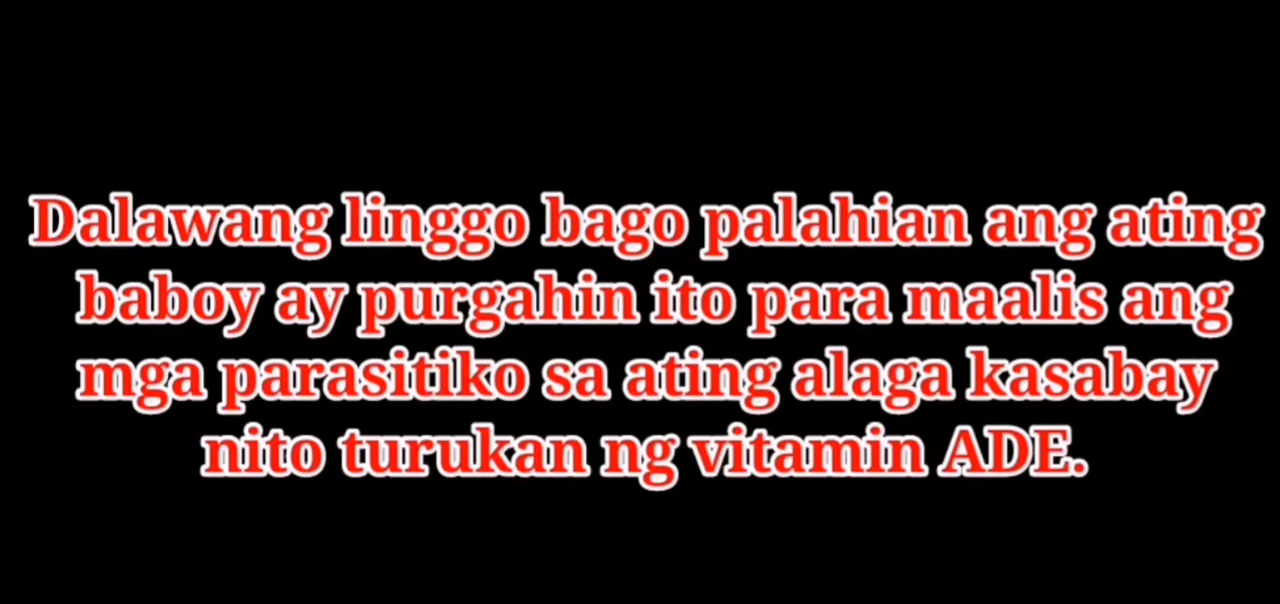 Dalawang linggo bago palahian ang ating
baboy ay purgahin ito para maalis ang
mga parasitiko sa ating alaga kasabay
nito turukan ng vitamin ADE.